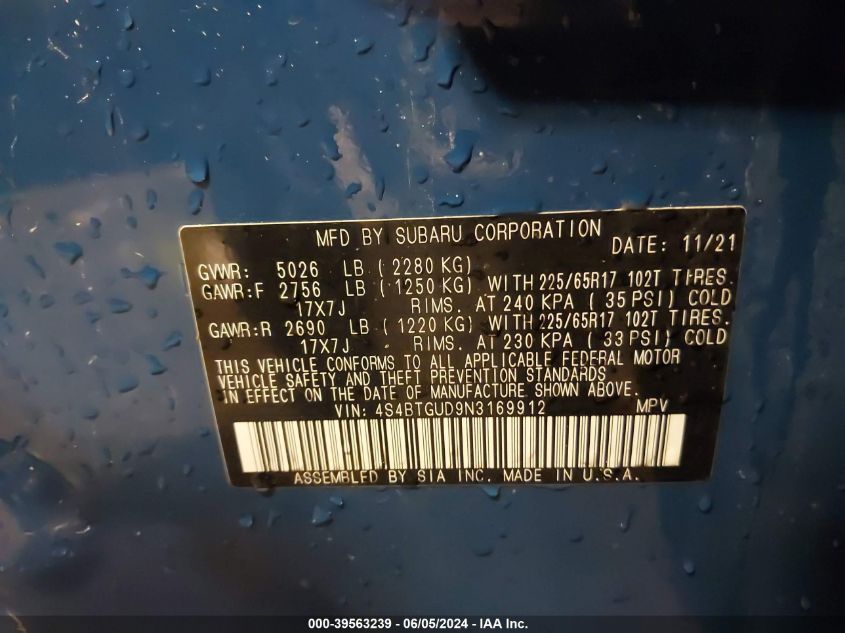 MFD BY SUBARU CORPORATION DATE: 11/21
GVWR: 5026 LB ( 2280 KG)
GAWR:F 2756 LB ( 1250 KG) WITH 225/65R17 102T TIRES.
17X7J RIMS. AT 240 KPA ( 35 PSI) COLD
GAWR:R 2690 LB ( 1220 KG) WITH 225/65R17 102T TIRES.
17X7J RIMS. AT 230 KPA ( 33 PSI) COLD
THIS VEHICLE CONFORMS TO ALL APPLICABLE FEDERAL MOTOR
VEHICLE SAFETY AND THEFT PREVENTION STANDARDS
IN EFFECT ON THE DATE OF MANUFACTURE SHOWN ABOVE.
VIN: 4S4BTGUD9N3169912 MPV
ASSEMBLED BY SIA INC. MADE IN U.S.A.
000-39563239 - 06/05/2024 - IAA Inc.